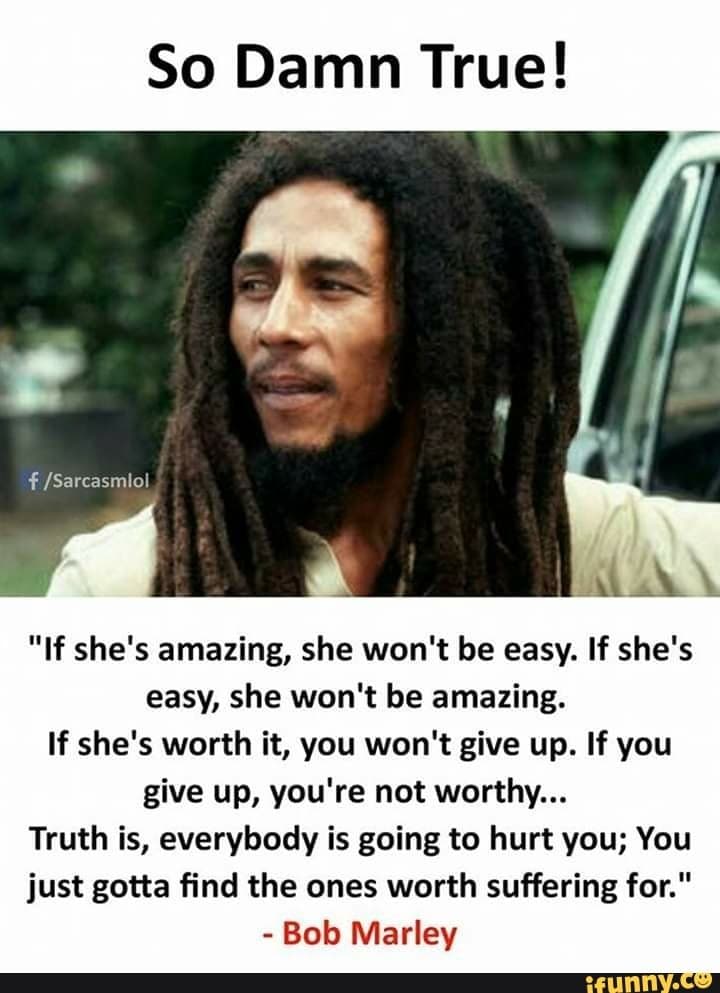 So Damn True!
f /Sarcasmlol
"If she's amazing, she won't be easy. If she's
easy, she won't be amazing.
If she's worth it, you won't give up. If you
give up, you're not worthy...
Truth is, everybody is going to hurt you; You
just gotta find the ones worth suffering for."
- Bob Marley
ifunny.co